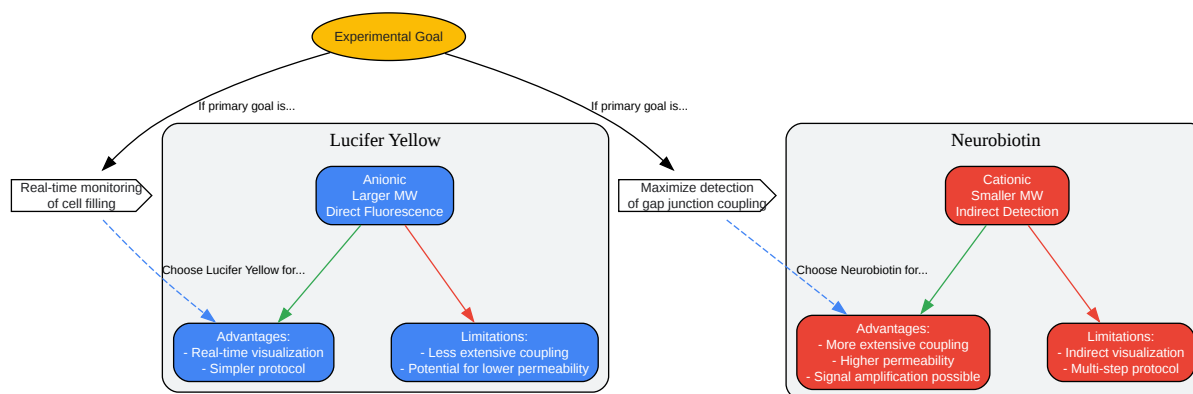 Experimental Goal
If primary goal is...
If primary goal is...
Lucifer Yellow
Neurobiotin
Real-time monitoring
of cell filling
Anionic
Larger MW
Direct Fluorescence
Maximize detection
of gap junction coupling
Cationic
Smaller MW
Indirect Detection
Choose Lucifer Yellow for...
Choose Neurobiotin for...
Advantages:
- Real-time visualization
- Simpler protocol
Limitations:
- Less extensive coupling
- Potential for lower permeability
Advantages:
- More extensive coupling
- Higher permeability
- Signal amplification possible
Limitations:
- Indirect visualization
- Multi-step protocol